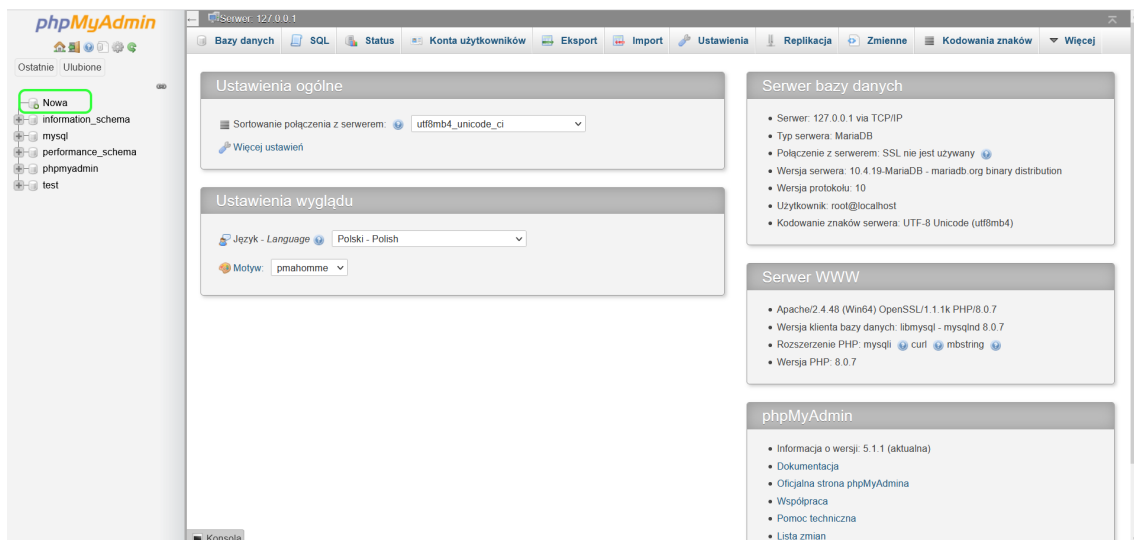 phpMyAdmin
Ostatnie Ulubione
Nowa
information_schema
mysql
performance_schema
phpmyadmin
test
Serwer: 127.0.0.1
Bazy danych SQL Status Konta użytkowników Eksport Import Ustawienia Replikacja Zmienne Kodowania znaków Więcej
Ustawienia ogólne
Sortowanie połączenia z serwerem: utf8mb4_unicode_ci
Więcej ustawień
Ustawienia wyglądu
Język - Language Polski - Polish
Motyw: pmahomme
Serwer bazy danych
• Serwer: 127.0.0.1 via TCP/IP
• Typ serwera: MariaDB
• Połączenie z serwerem: SSL nie jest używany
• Wersja serwera: 10.4.19-MariaDB - mariadb.org binary distribution
• Wersja protokołu: 10
• Użytkownik: root@localhost
• Kodowanie znaków serwera: UTF-8 Unicode (utf8mb4)
Serwer WWW
• Apache/2.4.48 (Win64) OpenSSL/1.1.1k PHP/8.0.7
• Wersja klienta bazy danych: libmysql - mysqlnd 8.0.7
• Rozszerzenie PHP: mysqli curl mbstring
• Wersja PHP: 8.0.7
phpMyAdmin
• Informacja o wersji: 5.1.1 (aktualna)
• Dokumentacja
• Oficjalna strona phpMyAdmina
• Współpraca
• Pomoc techniczna
• Lista zmian
Konsola